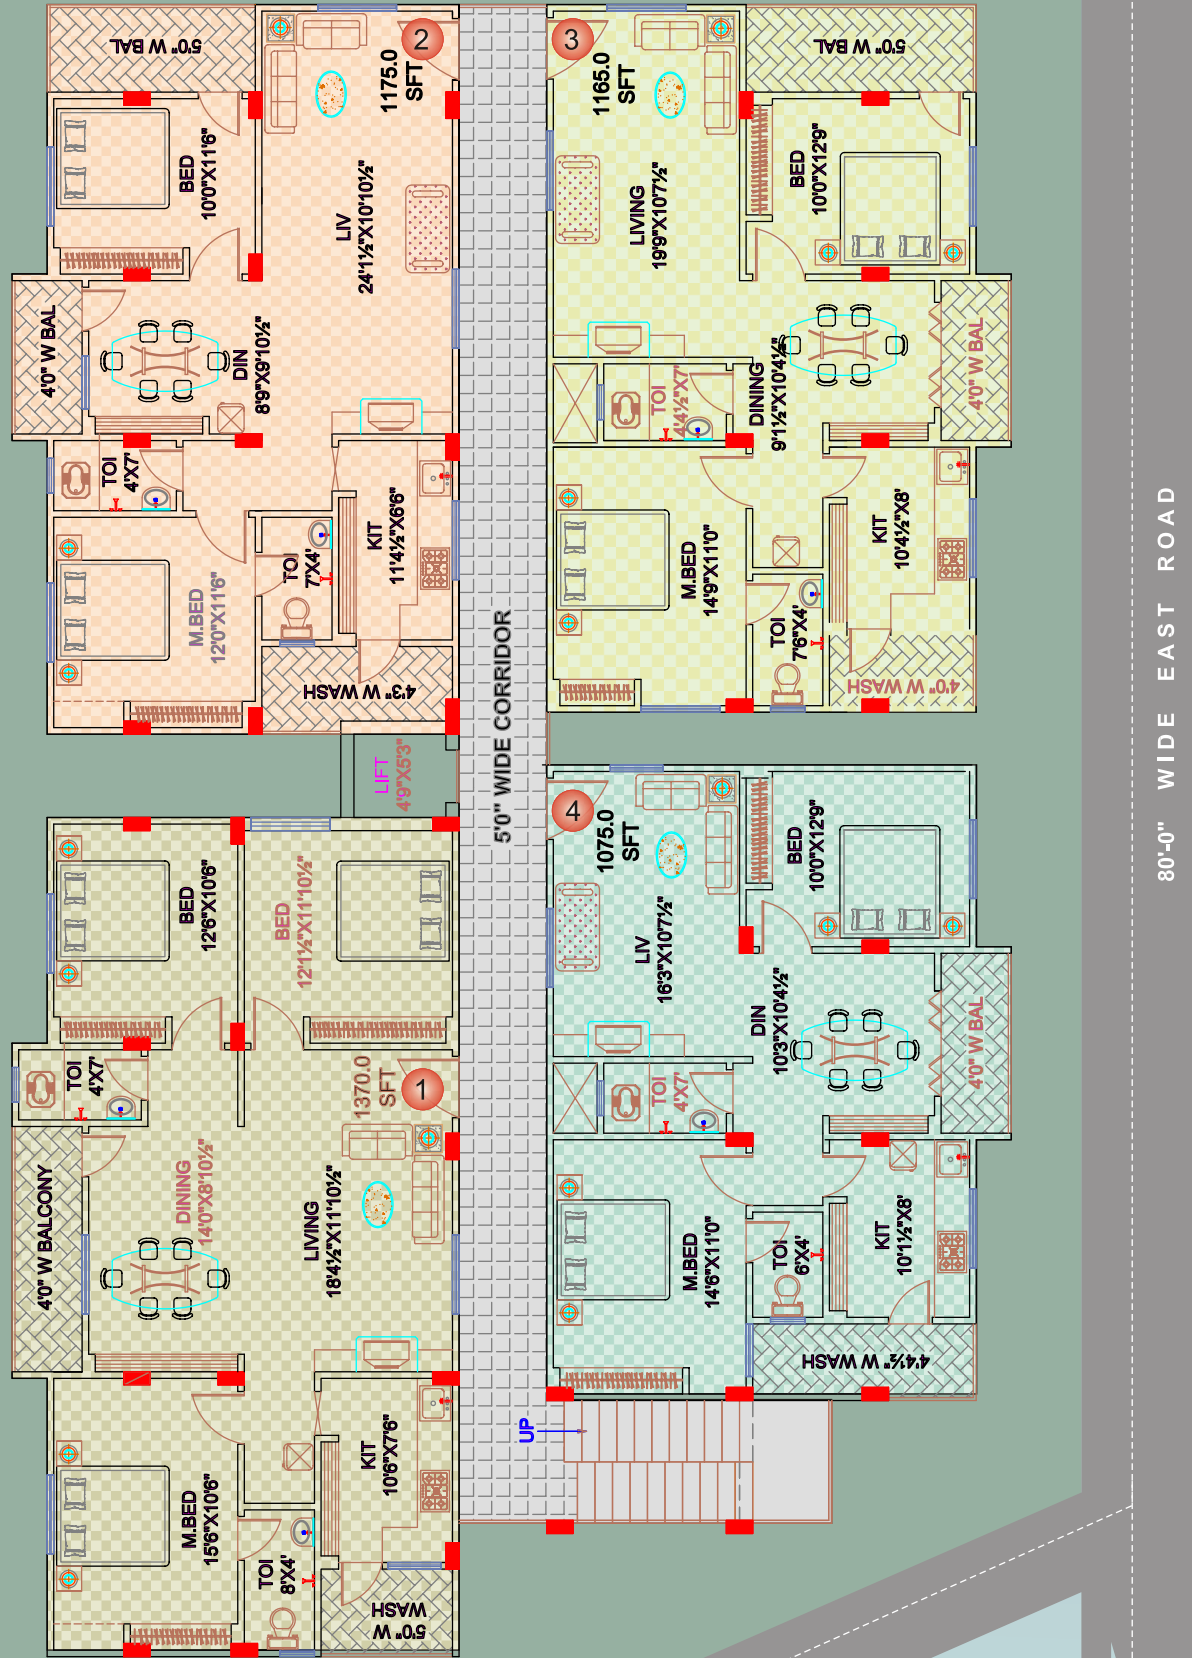 5'0" W BAL
2
1175.0
SFT
BED
10'0"X11'6"
LIV
24'1½"X10'10½"
4'0" W BAL
DIN
8'9"X9'10½"
TOI
4'X7'
M.BED
12'0"X11'6"
TOI
7'X4'
KIT
11'4½"X6'6"
4'3" W WASH
LIFT
4'9"X5'3"
3
1165.0
SFT
5'0" W BAL
LIVING
19'9"X10'7½"
BED
10'0"X12'9"
TOI
4'4½"X7'
DINING
9'1½"X10'4½"
4'0" W BAL
M.BED
14'9"X11'0"
KIT
10'4½"X8'
TOI
7'6"X4'
4'0" W WASH
5'0" WIDE CORRIDOR
BED
12'6"X10'6"
BED
12'1½"X11'10½"
TOI
4'X7'
1370.0
SFT
1
4'0" W BALCONY
DINING
14'0"X8'10½"
LIVING
18'4½"X11'10½"
M.BED
15'6"X10'6"
KIT
10'6"X7'6"
TOI
8'X4'
5'0" W
WASH
4
1075.0
SFT
LIV
16'3"X10'7½"
BED
10'0"X12'9"
DIN
10'3"X10'4½"
TOI
4'X7'
4'0" W BAL
M.BED
14'6"X11'0"
TOI
6'X4'
KIT
10'1½"X8'
4'4½" W WASH
UP
80'-0" WIDE EAST ROAD